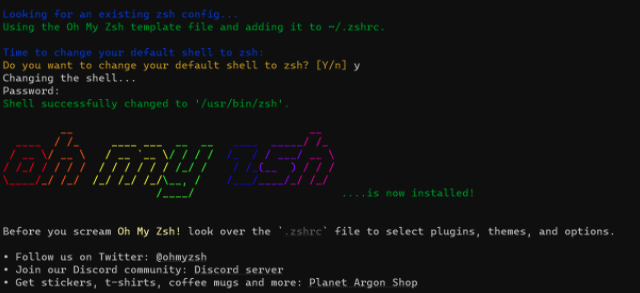 Looking for an existing zsh config...
Using the Oh My Zsh template file and adding it to ~/.zshrc.
Time to change your default shell to zsh:
Do you want to change your default shell to zsh? [Y/n] y
Changing the shell...
Password:
Shell successfully changed to '/usr/bin/zsh'.
oh my zsh
....is now installed!
Before you scream Oh My Zsh! look over the `.zshrc` file to select plugins, themes, and options.
• Follow us on Twitter: @ohmyzsh
• Join our Discord community: Discord server
• Get stickers, t-shirts, coffee mugs and more: Planet Argon Shop